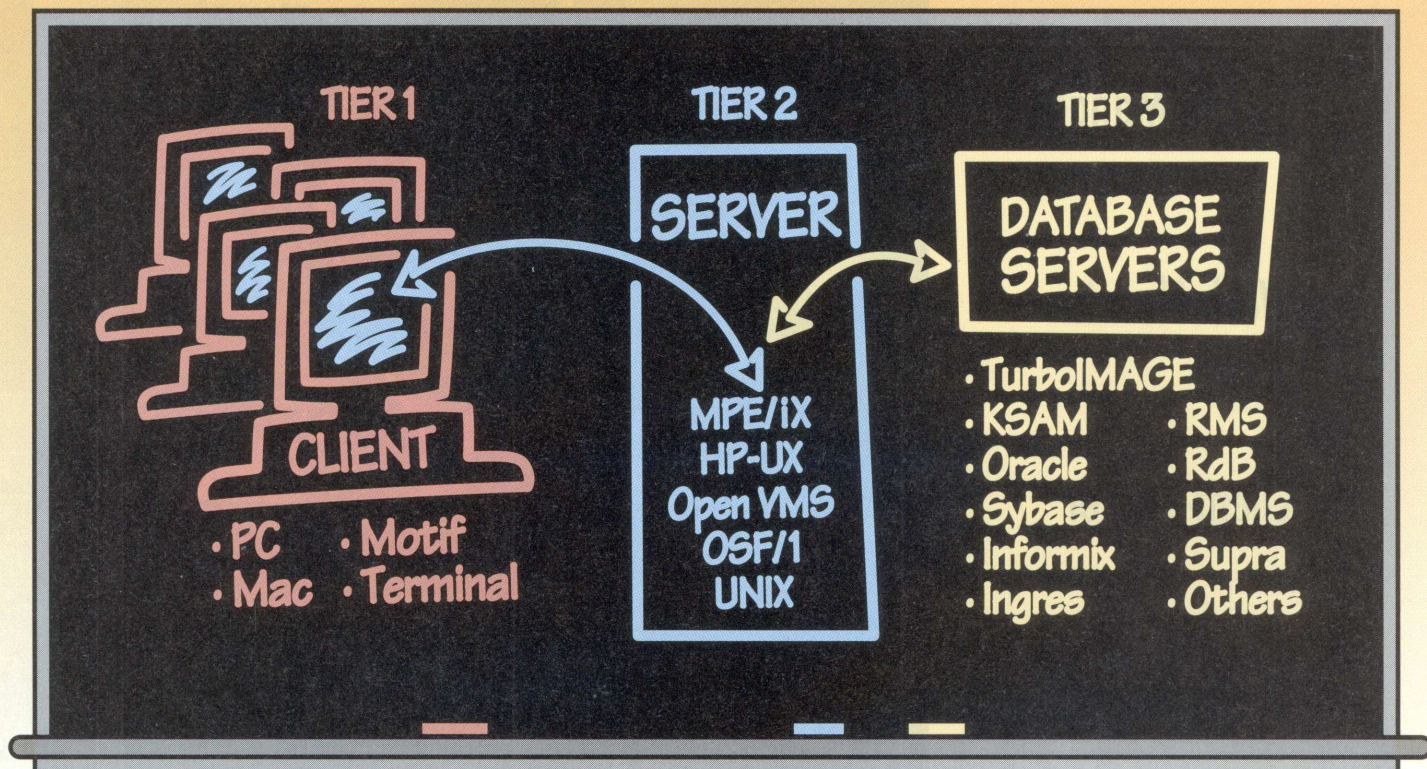 TIER 1
CLIENT
• PC
• Mac
• Motif
• Terminal
TIER 2
SERVER
MPE/iX
HP-UX
Open VMS
OSF/1
UNIX
TIER 3
DATABASE
SERVERS
• TurboIMAGE
• KSAM
• Oracle
• Sybase
• Informix
• Ingres
• RMS
• RdB
• DBMS
• Supra
• Others